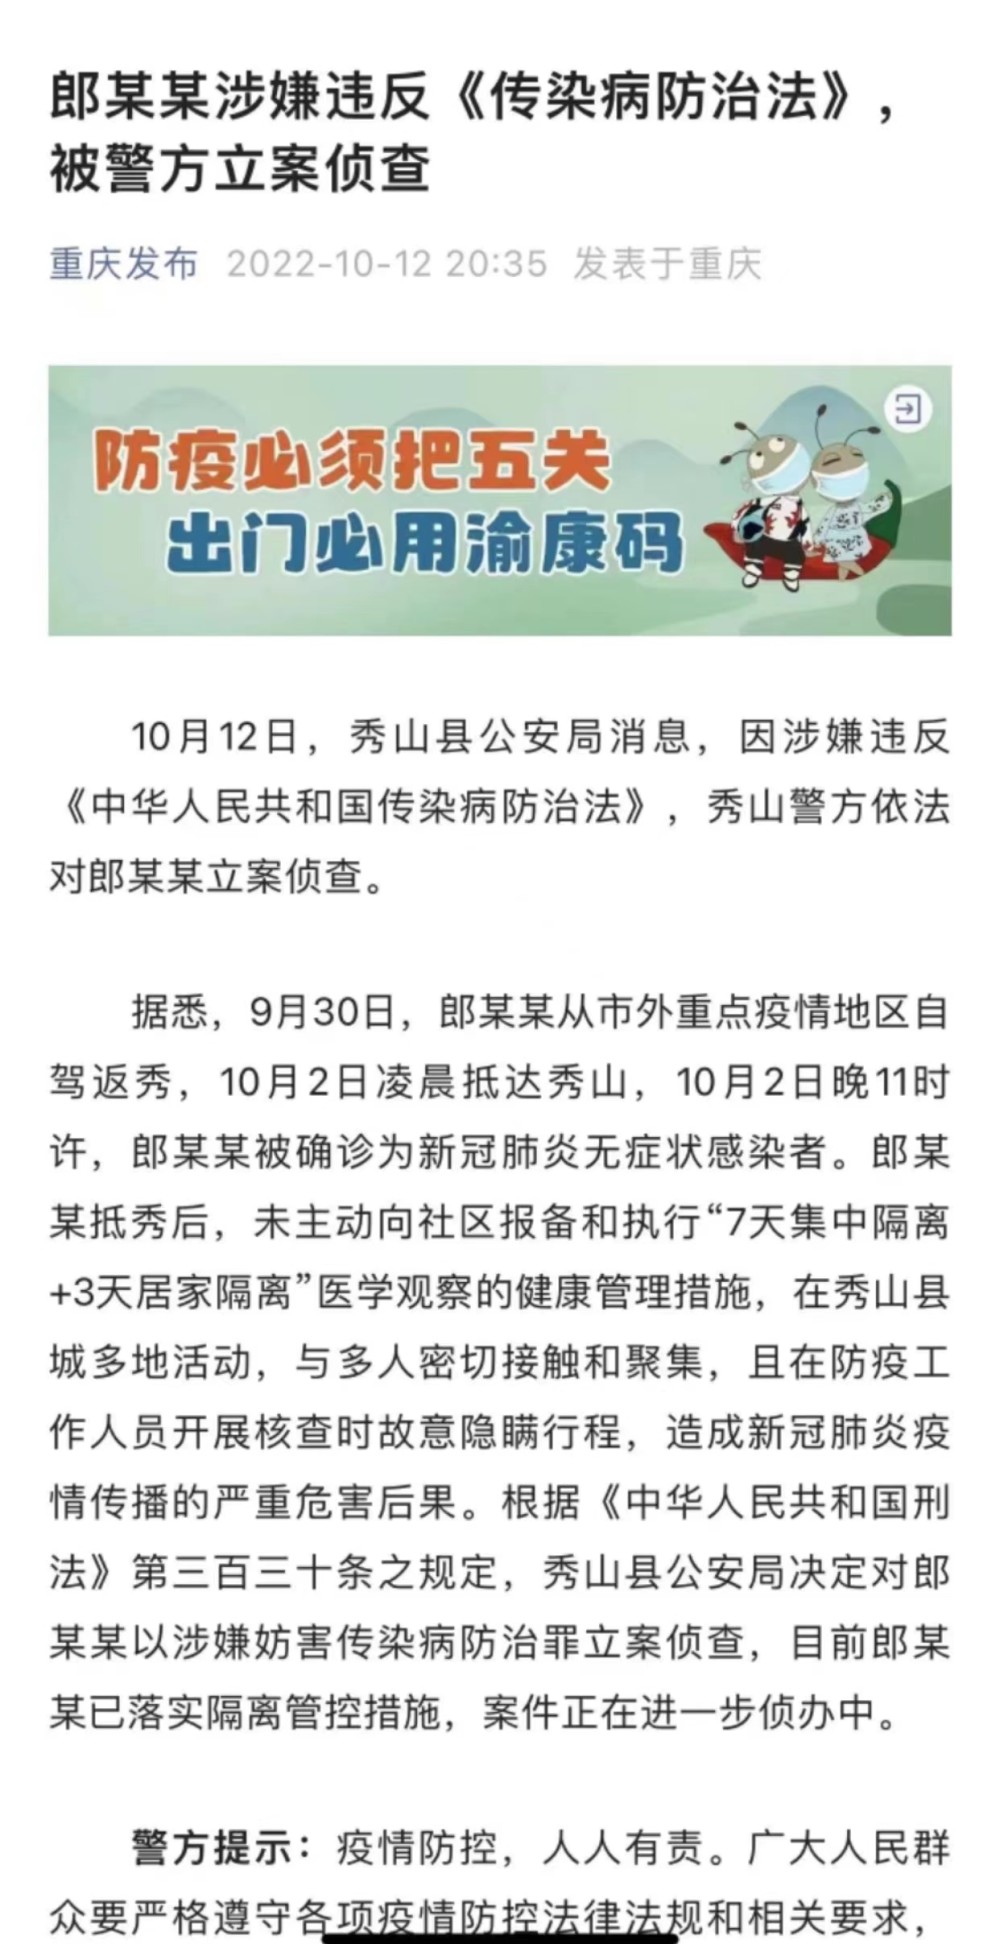 郎某某涉嫌违反《传染病防治法》，
被警方立案侦查
重庆发布 2022-10-12 20:35 发表于重庆
防疫必须把五关
出门必用渝康码
10月12日，秀山县公安局消息，因涉嫌违反
《中华人民共和国传染病防治法》，秀山警方依法
对郎某某立案侦查。
据悉，9月30日，郎某某从市外重点疫情地区自
驾返秀，10月2日凌晨抵达秀山，10月2日晚11时
许，郎某某被确诊为新冠肺炎无症状感染者。郎某
某抵秀后，未主动向社区报备和执行“7天集中隔离
+3天居家隔离”医学观察的健康管理措施，在秀山县
城多地活动，与多人密切接触和聚集，且在防疫工
作人员开展核查时故意隐瞒行程，造成新冠肺炎疫
情传播的严重危害后果。根据《中华人民共和国刑
法》第三百三十条之规定，秀山县公安局决定对郎
某某以涉嫌妨害传染病防治罪立案侦查，目前郎某
某已落实隔离管控措施，案件正在进一步侦办中。
警方提示：疫情防控，人人有责。广大人民群
众要严格遵守各项疫情防控法律法规和相关要求，